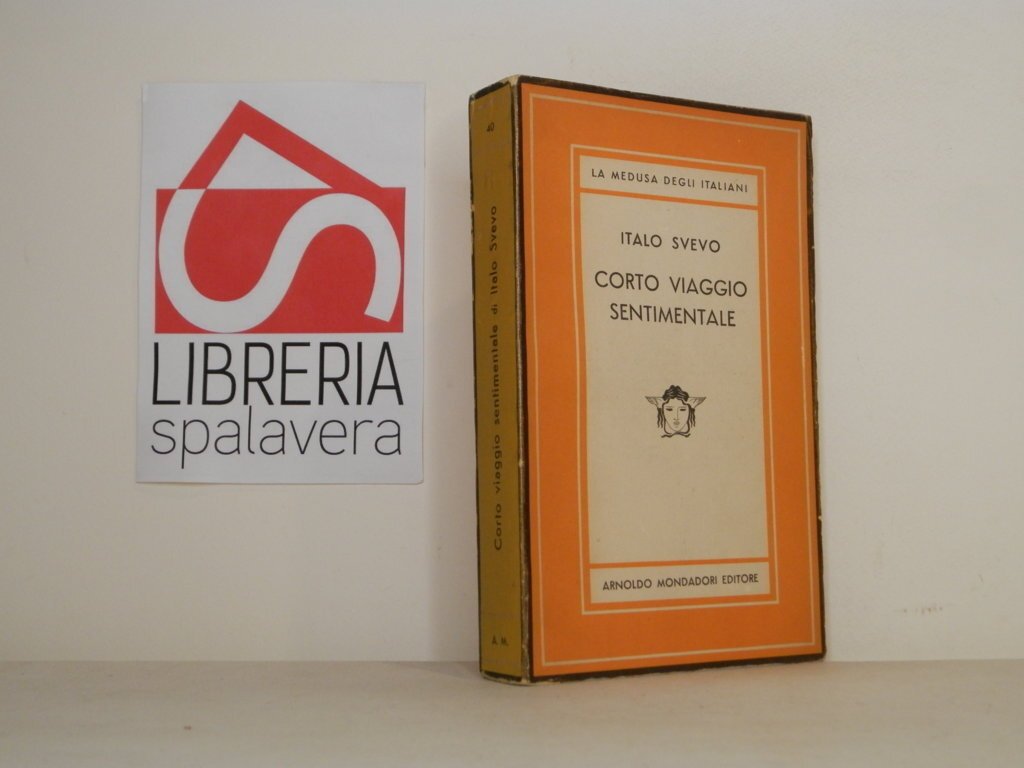 LIBRERIA
spalavera
40
Corto viaggio sentimentale di Italo Svevo
A. M.
LA MEDUSA DEGLI ITALIANI
ITALO SVEVO
CORTO VIAGGIO
SENTIMENTALE
ARNOLDO MONDADORI EDITORE